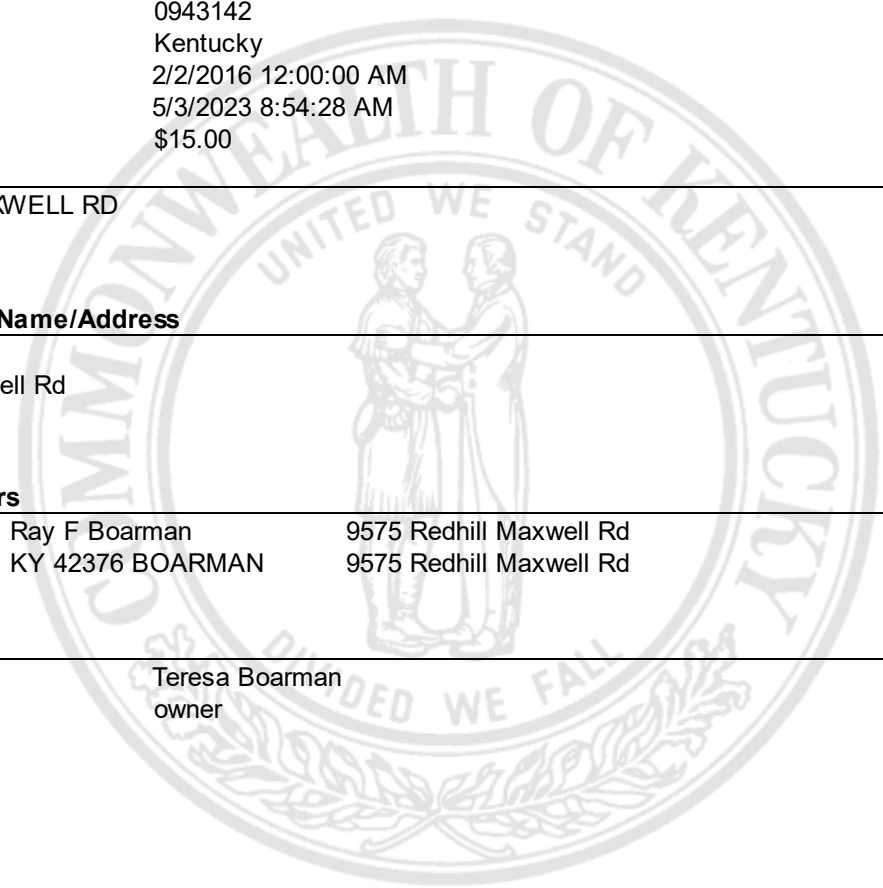 0943142
Kentucky
2/2/2016 12:00:00 AM
5/3/2023 8:54:28 AM
$15.00
WELL RD
Name/Address
ell Rd
rs
Ray F Boarman 9575 Redhill Maxwell Rd
KY 42376 BOARMAN 9575 Redhill Maxwell Rd
Teresa Boarman
owner
COMMONWEALTH OF KENTUCKY
UNITED WE STAND
DIVIDED WE FALL